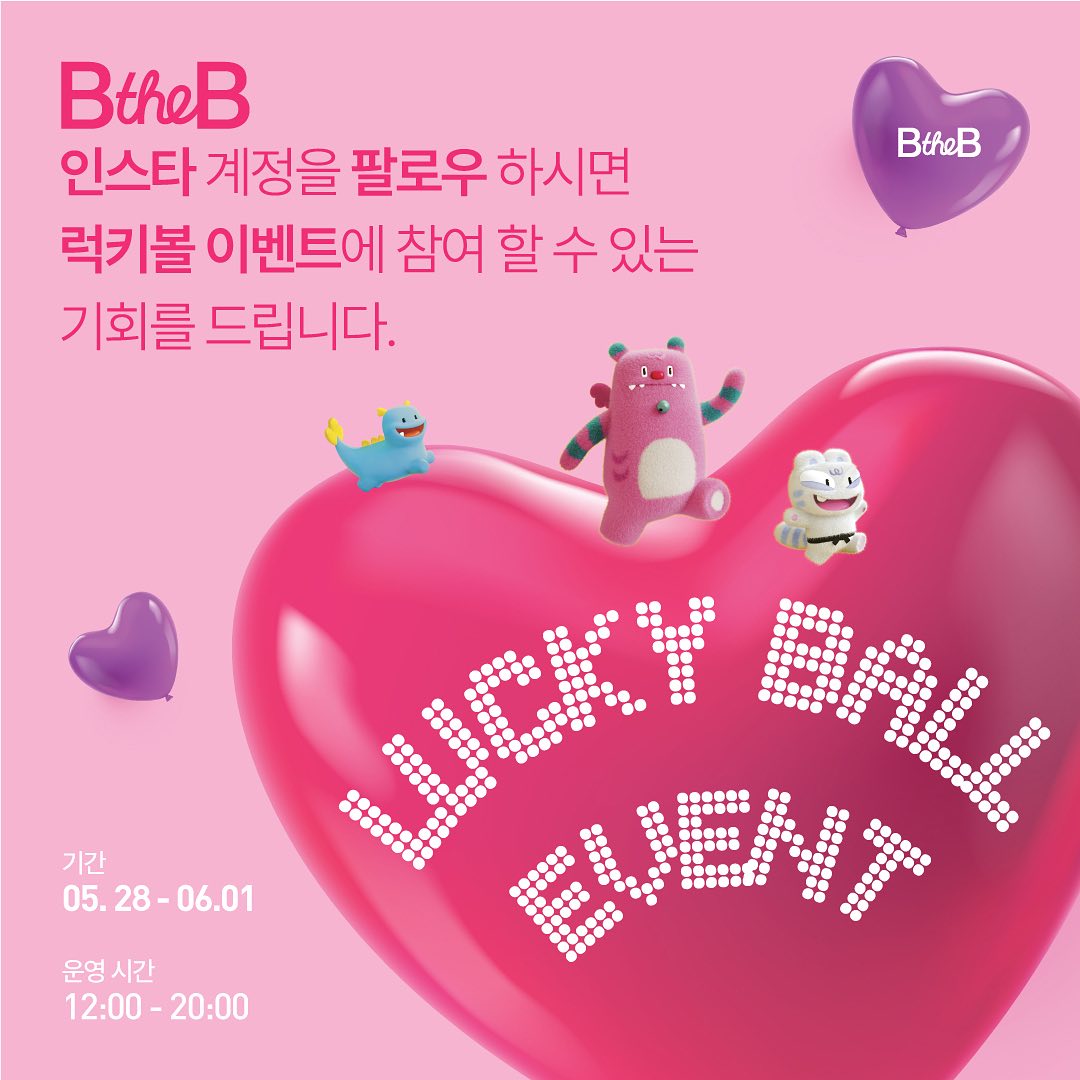 BtheB
인스타 계정을 팔로우 하시면
럭키볼 이벤트에 참여 할 수 있는
기회를 드립니다.
BtheB
LUCKY BALL
EVENT
기간
05. 28 - 06.01
운영 시간
12:00 - 20:00